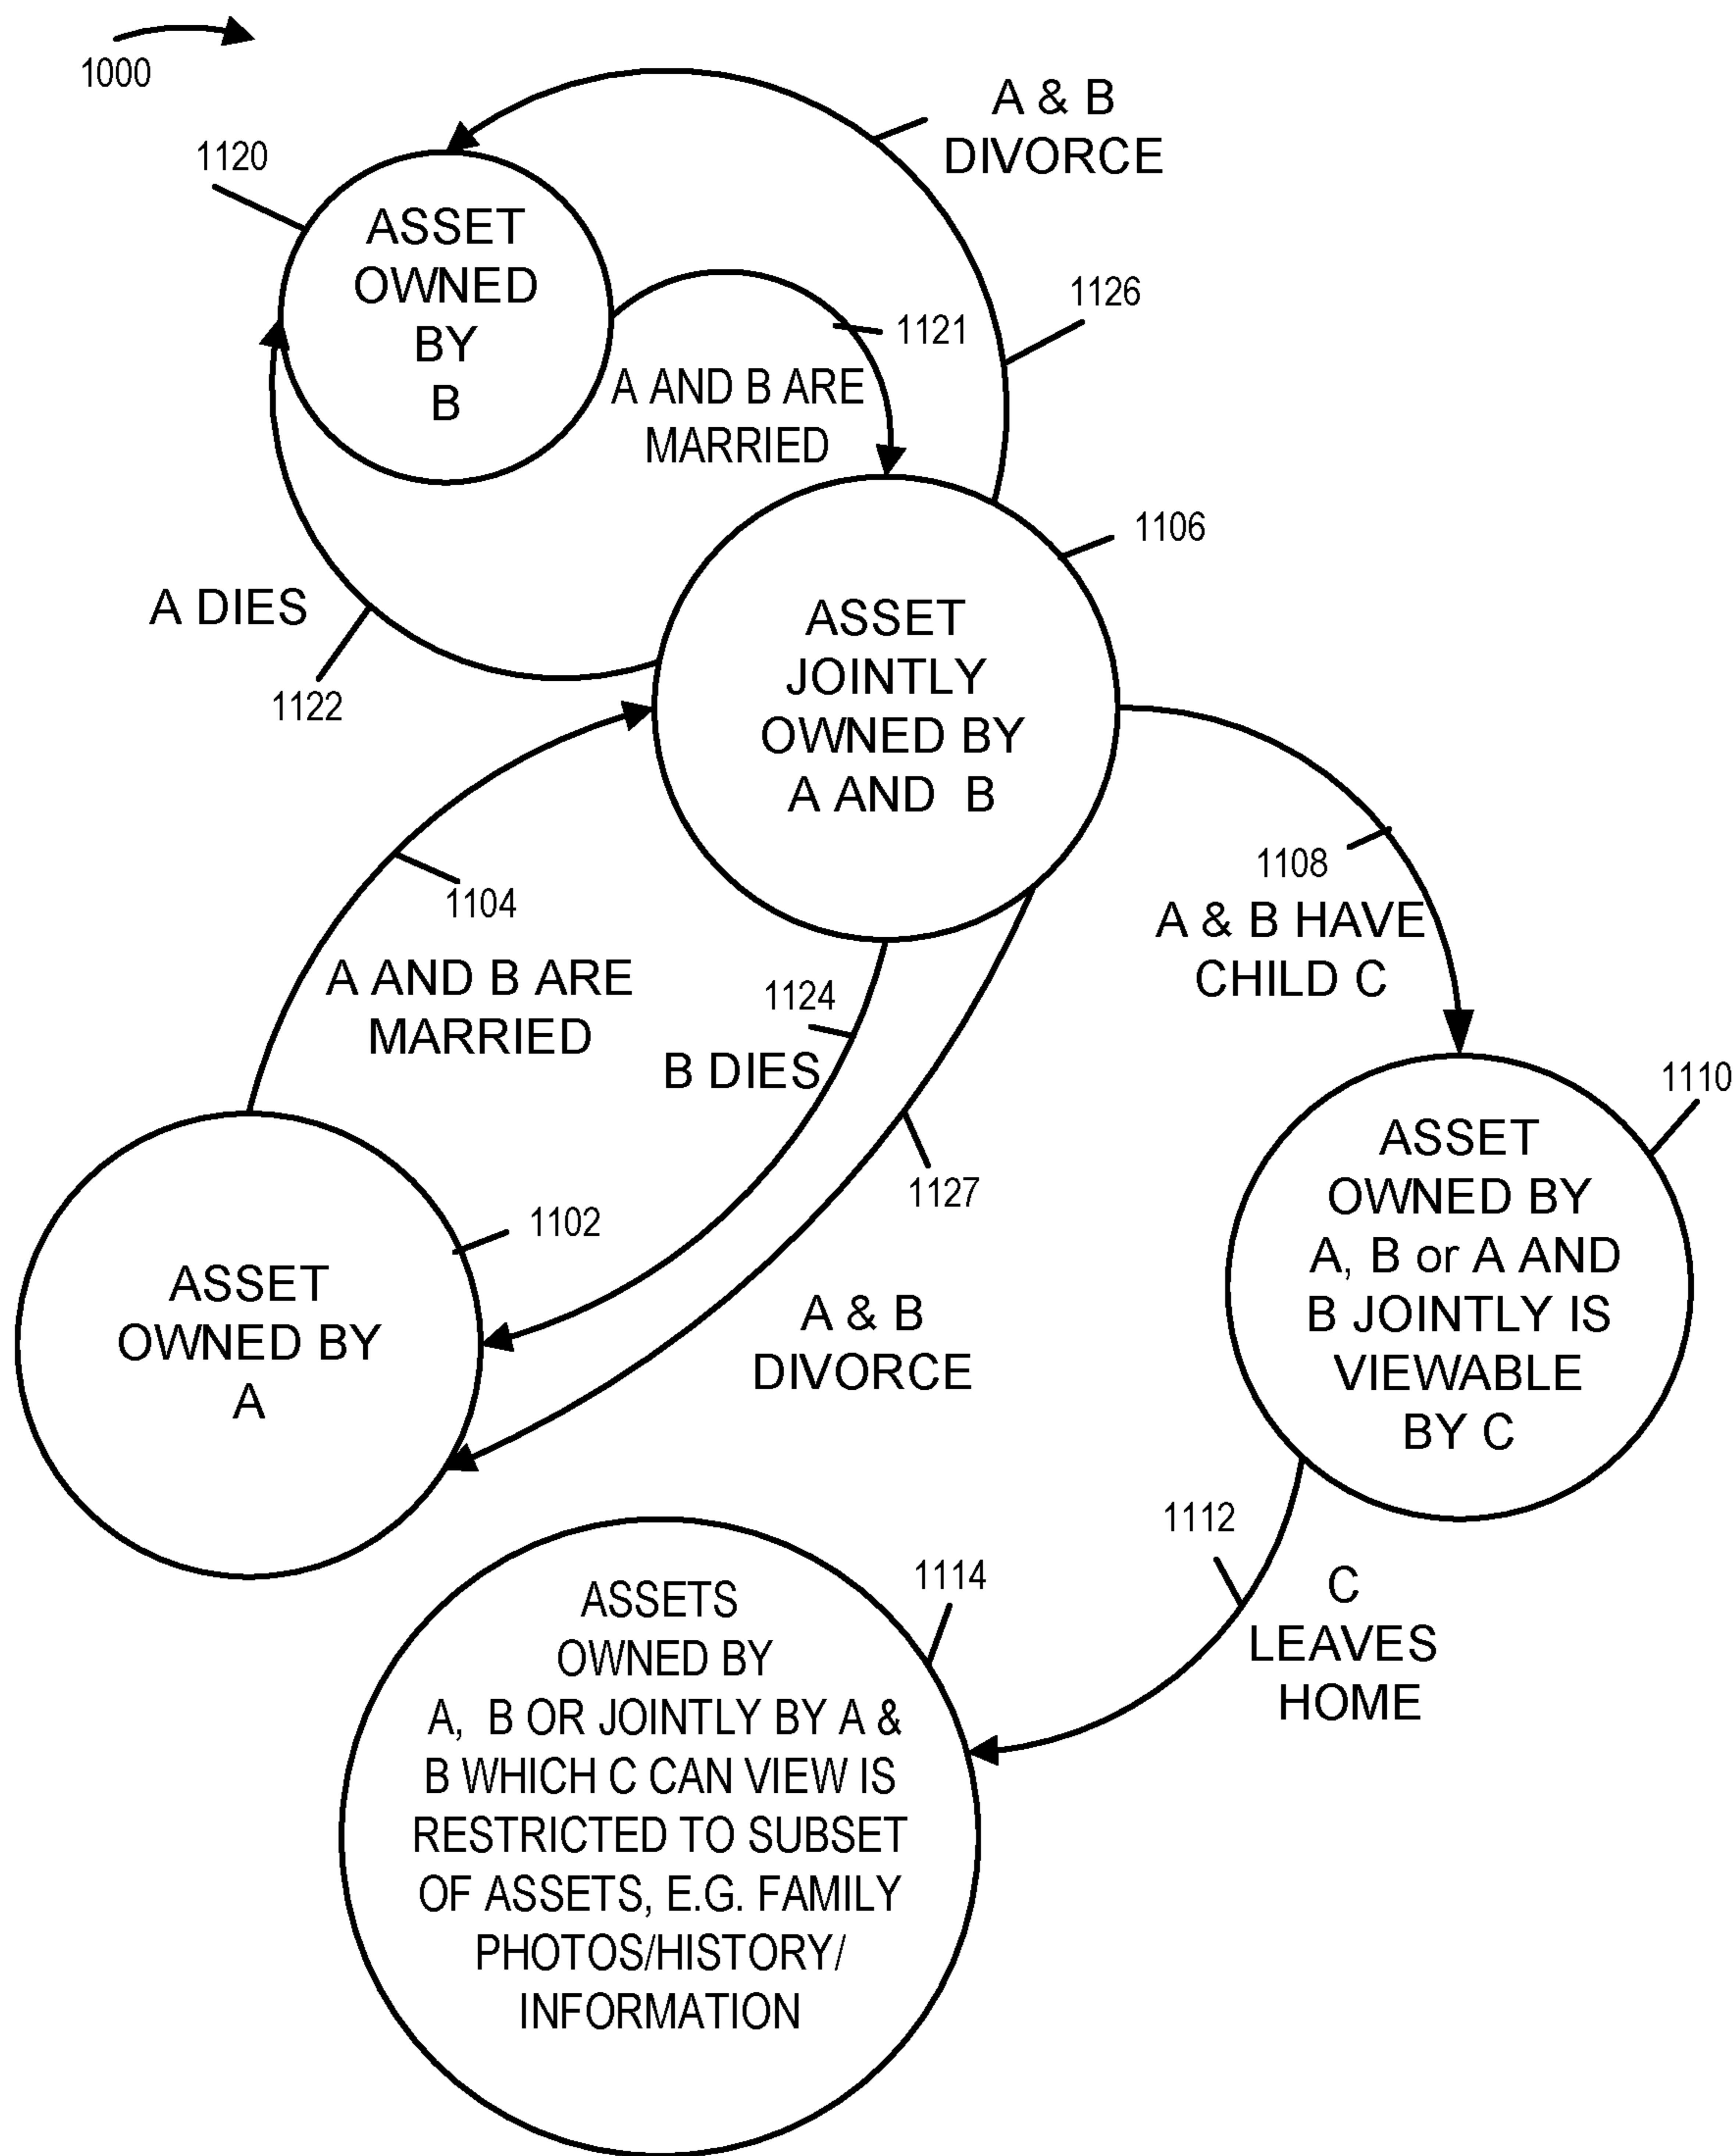 1000
A & B
DIVORCE
1120
ASSET
OWNED
BY
B
1126
1121
A AND B ARE
MARRIED
1106
A DIES
1122
ASSET
JOINTLY
OWNED BY
A AND B
1104
A AND B ARE
MARRIED
1108
A & B HAVE
CHILD C
1124
B DIES
1127
1110
ASSET
OWNED BY
A, B or A AND
B JOINTLY IS
VIEWABLE
BY C
1102
ASSET
OWNED BY
A
A & B
DIVORCE
1112
C
LEAVES
HOME
1114
ASSETS
OWNED BY
A, B OR JOINTLY BY A &
B WHICH C CAN VIEW IS
RESTRICTED TO SUBSET
OF ASSETS, E.G. FAMILY
PHOTOS/HISTORY/
INFORMATION